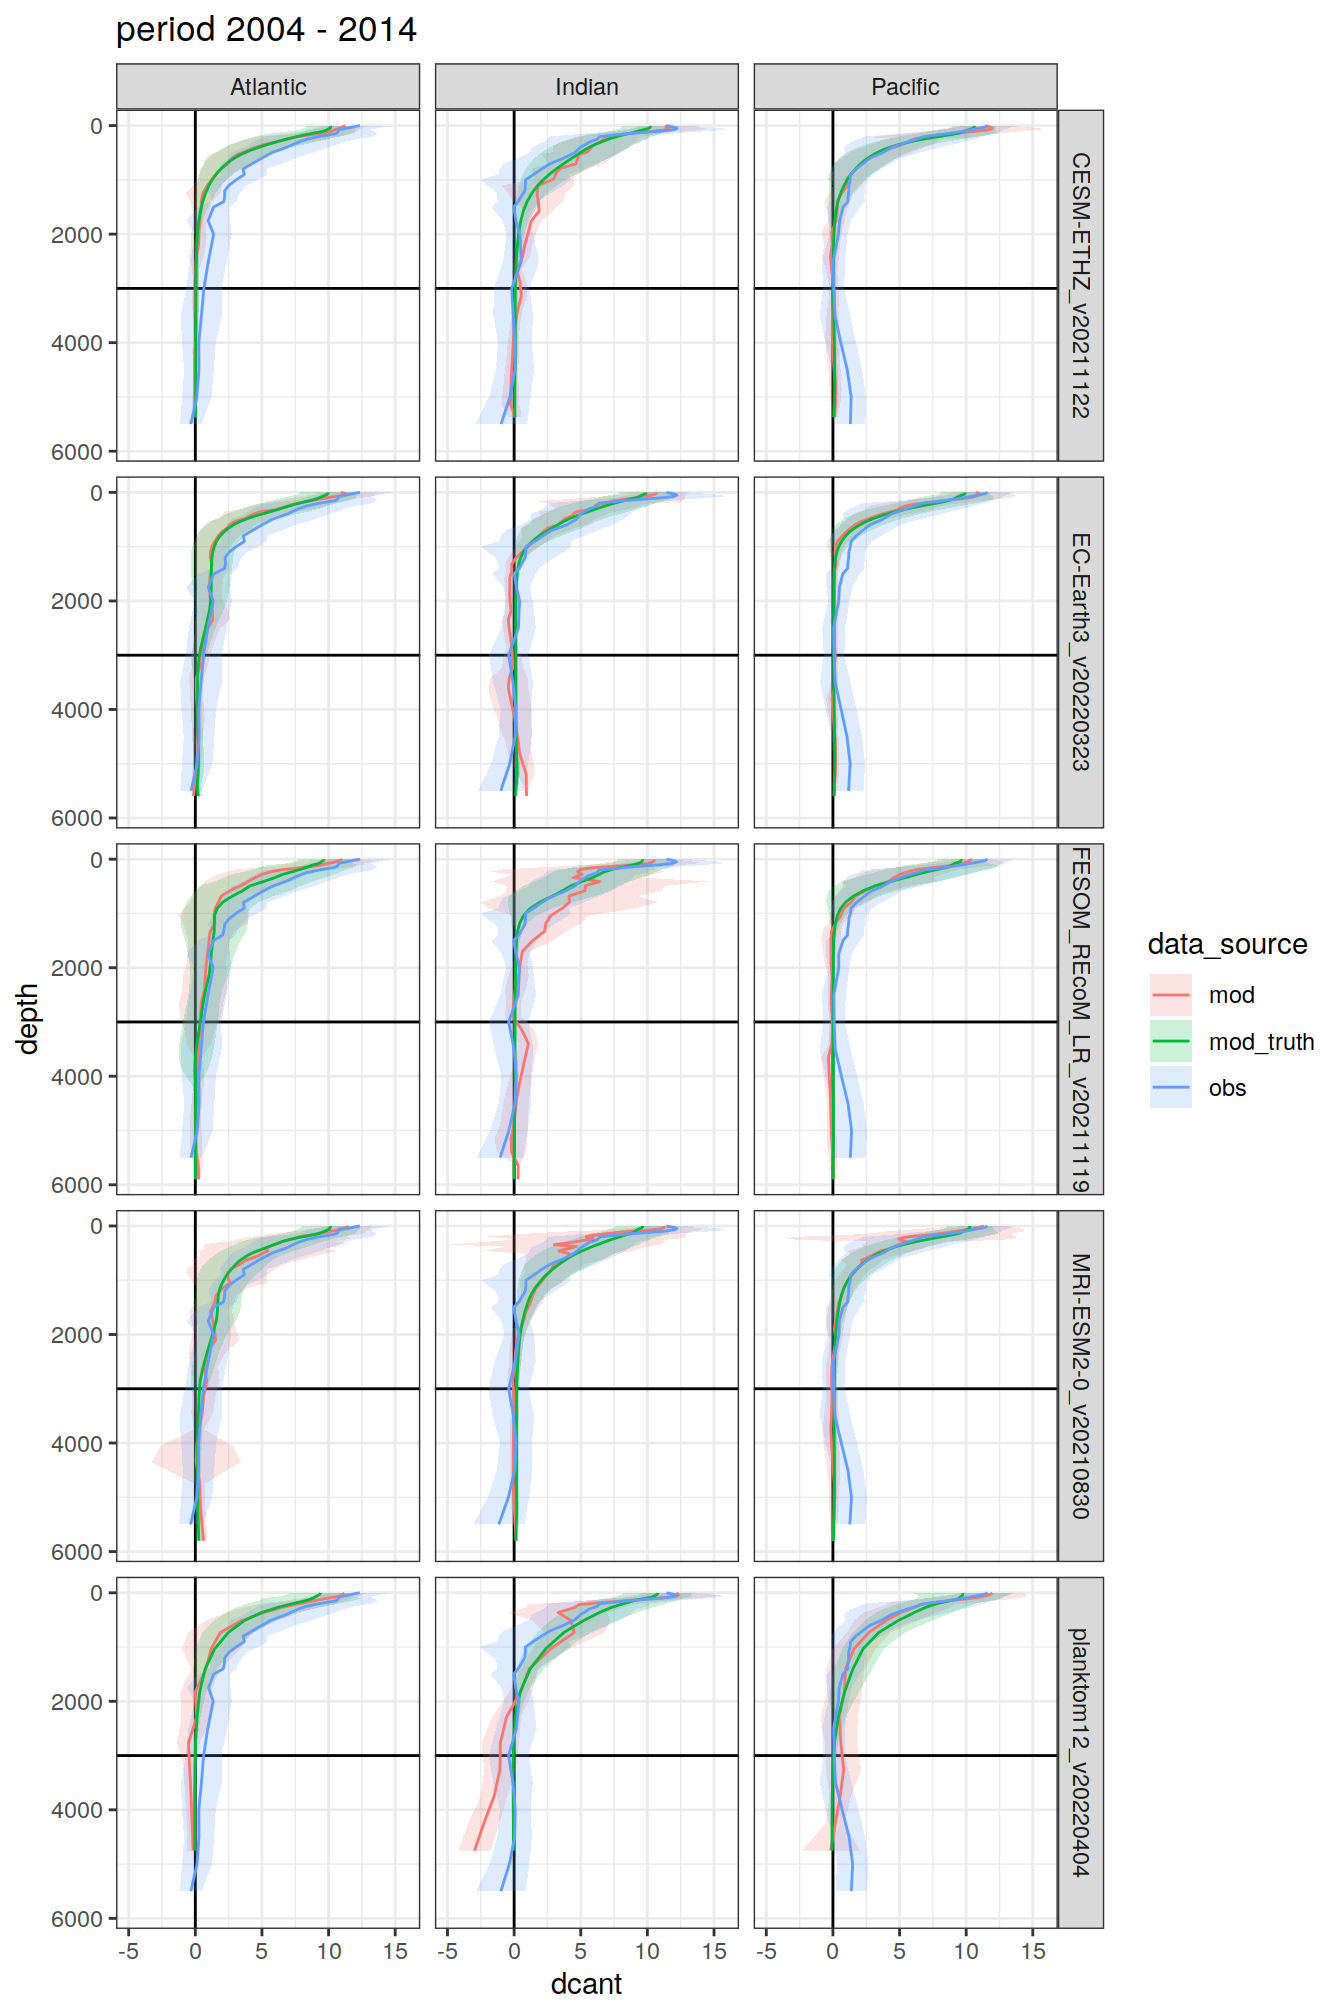 period 2004 - 2014
Atlantic
Indian
Pacific
0
2000
4000
6000
CESM-ETHZ_v20211122
0
2000
4000
6000
EC-Earth3_v20220323
0
2000
4000
6000
FESOM_REcoM_LR_v20211119
0
2000
4000
6000
MRI-ESM2-0_v20210830
0
2000
4000
6000
planktom12_v20220404
depth
-5 0 5 10 15
-5 0 5 10 15
-5 0 5 10 15
dcant
data_source
mod
mod_truth
obs